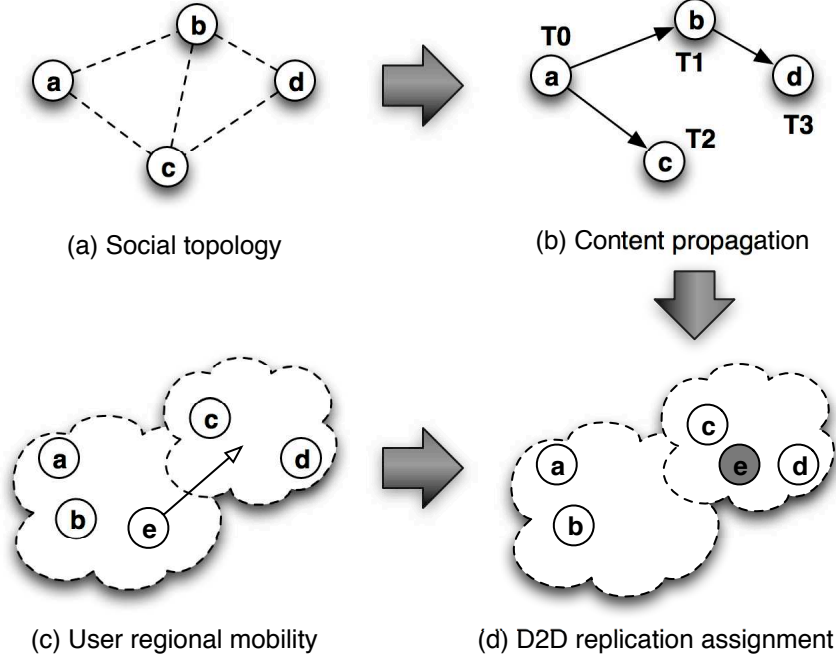 b
a
d
c
(a) Social topology
T0
b
a
T1
d
T2
T3
c
(b) Content propagation
c
a
d
b
e
(c) User regional mobility
c
a
e
d
b
(d) D2D replication assignment